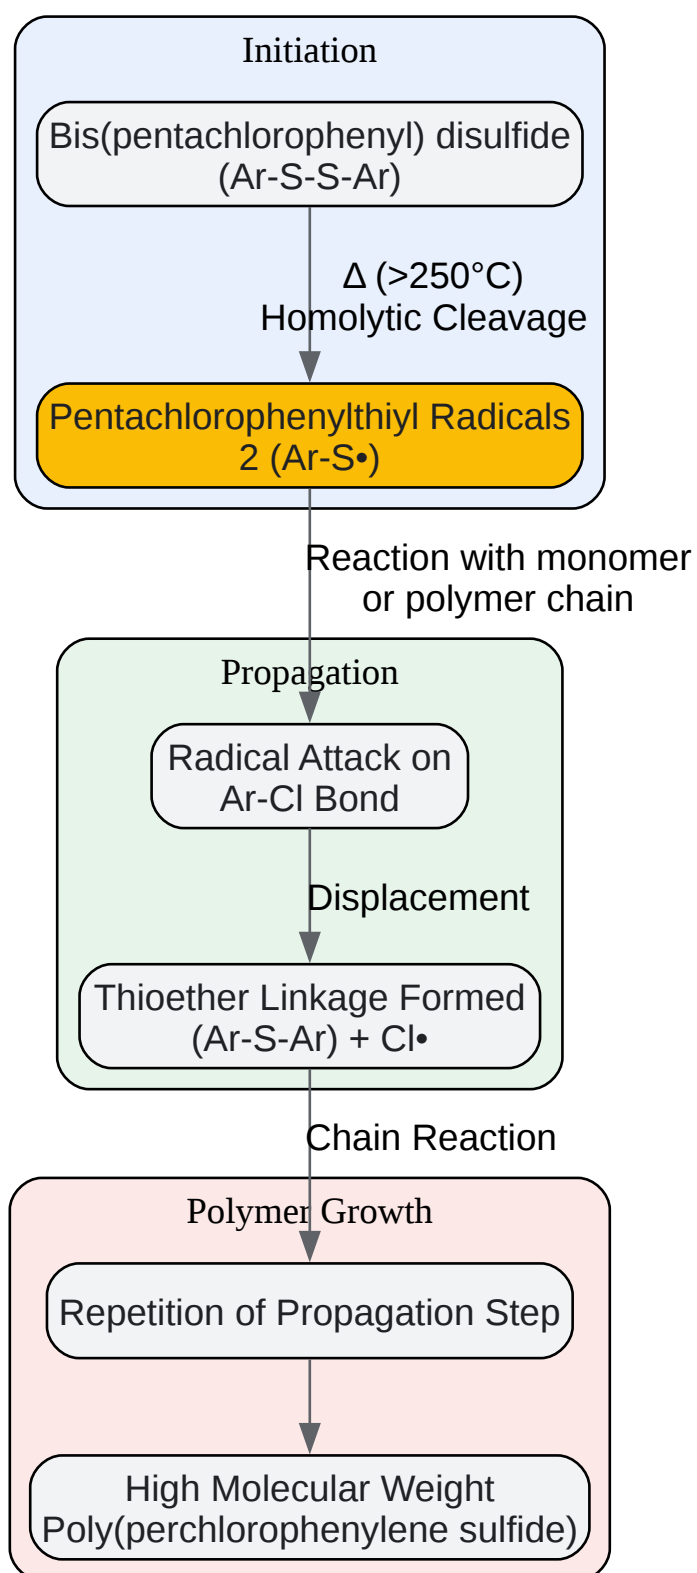 Initiation
Bis(pentachlorophenyl) disulfide
(Ar-S-S-Ar)
Δ (>250°C)
Homolytic Cleavage
Pentachlorophenylthiyl Radicals
2 (Ar-S•)
Reaction with monomer
or polymer chain
Propagation
Radical Attack on
Ar-Cl Bond
Displacement
Thioether Linkage Formed
(Ar-S-Ar) + Cl•
Chain Reaction
Polymer Growth
Repetition of Propagation Step
High Molecular Weight
Poly(perchlorophenylene sulfide)